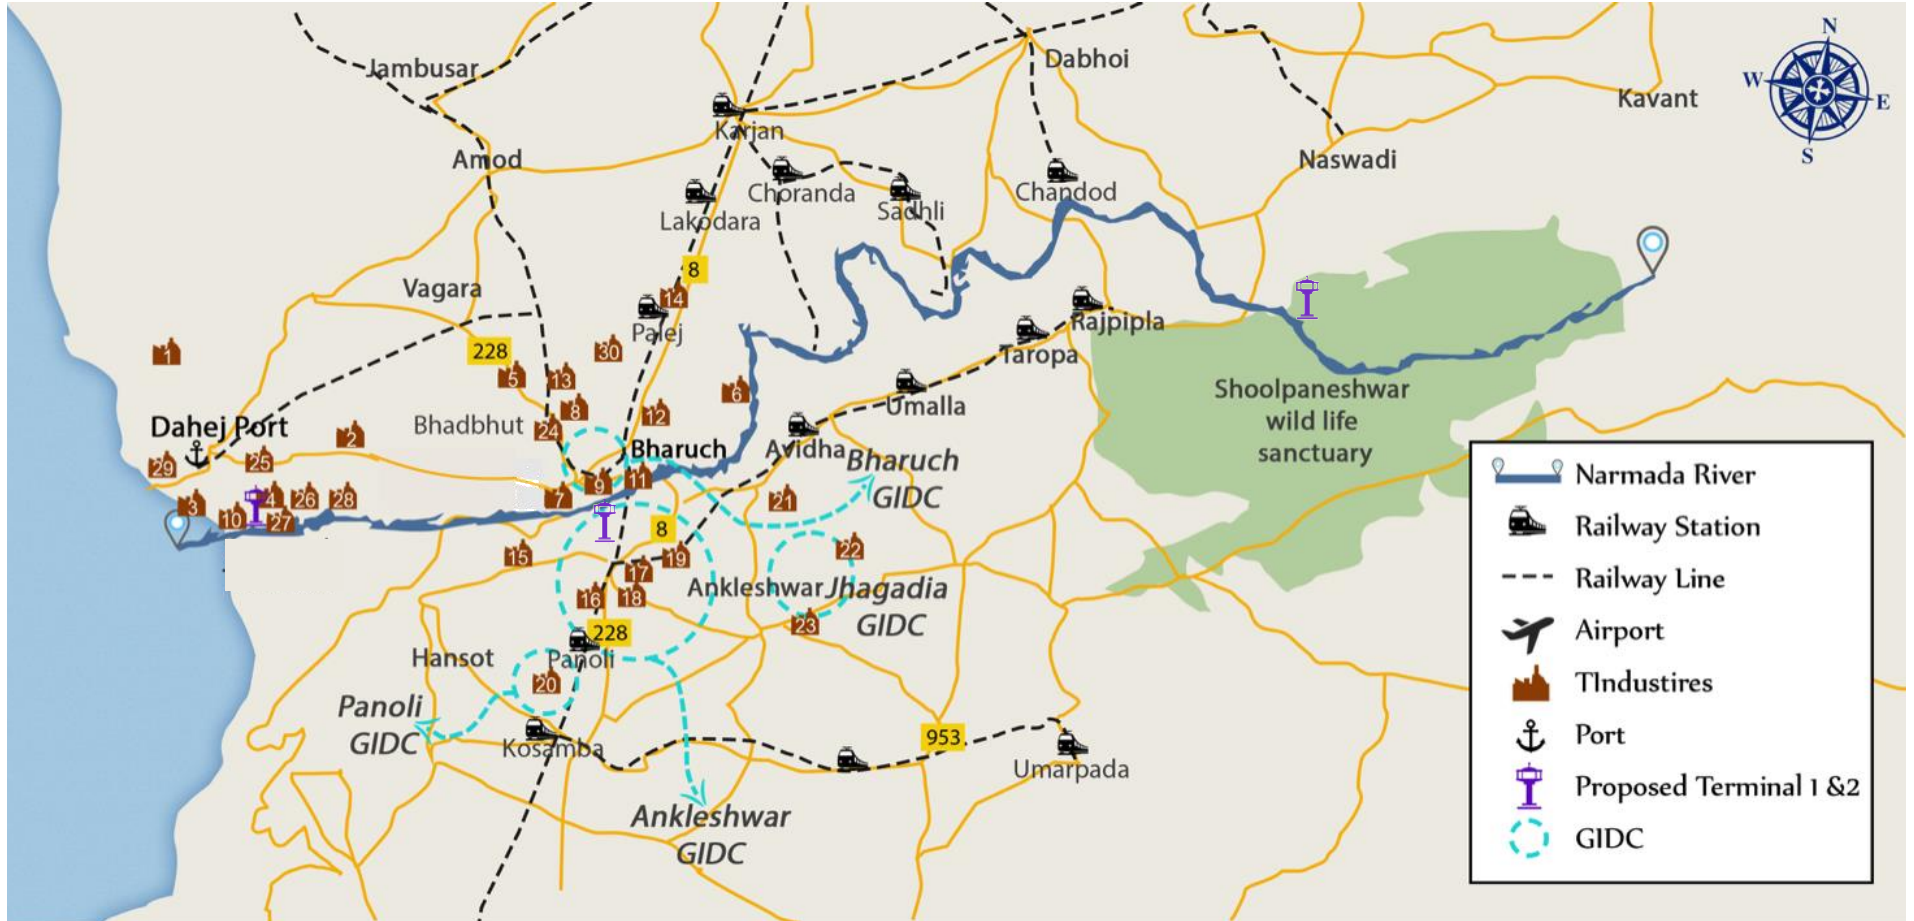 N
W
E
S
Jambusar
Dabhoi
Kavant
Karjan
Amod
Naswadi
Choranda
Chandod
Lakodara
Sadhli
8
Vagara
14
Palej
Rajpipla
Taropa
1
228
30
5
13
6
Umalla
Shoolpaneshwar
wild life
sanctuary
8
12
Dahej Port
2
Bhadbhut
24
Bharuch
Avidha
Bharuch
GIDC
29
25
3
10
4
26
28
27
7
9
11
21
8
15
17
19
22
Ankleshwar
Jhagadia
GIDC
16
18
23
228
Hansot
Panoli
20
Panoli
GIDC
Kosamba
953
Umarpada
Ankleshwar
GIDC
Narmada River
Railway Station
Railway Line
Airport
TIndustires
Port
Proposed Terminal 1 &2
GIDC